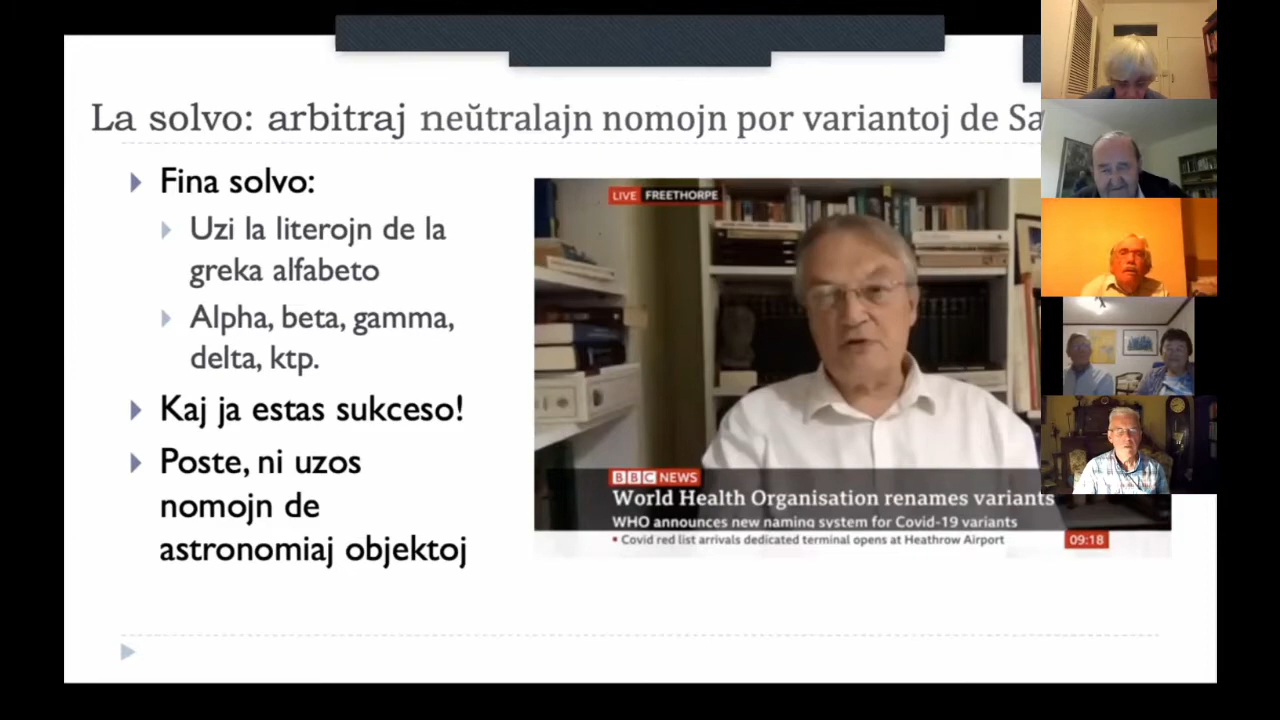 La solvo: arbitraj neŭtralajn nomojn por variantoj de Sa
Fina solvo:
Uzi la literojn de la
greka alfabeto
Alpha, beta, gamma,
delta, ktp.
Kaj ja estas sukceso!
Poste, ni uzos
nomojn de
astronomiaj objektoj
LIVE FREETHORPE
BBC NEWS
World Health Organisation renames variants
WHO announces new naming system for Covid-19 variants
Covid red list arrivals dedicated terminal opens at Heathrow Airport
09:18